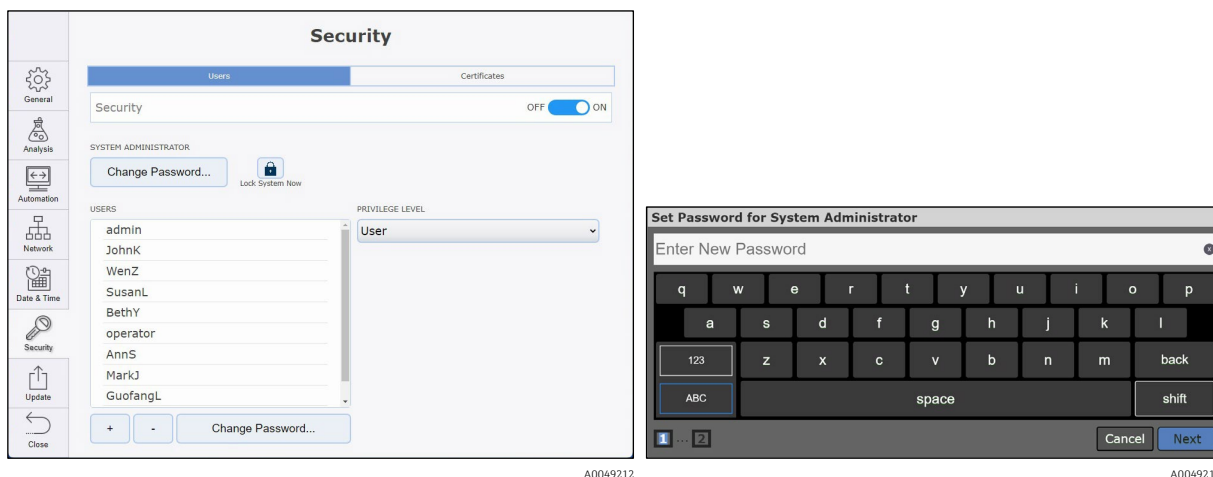 Security
Users Certificates
Security OFF ON
SYSTEM ADMINISTRATOR
Change Password...
Lock System Now
USERS PRIVILEGE LEVEL
admin User
JohnK
WenZ
SusanL
BethY
operator
AnnS
MarkJ
GuofangL
+ - Change Password...
General
Analysis
Automation
Network
Date & Time
Security
Update
Close
A0049212
Set Password for System Administrator
Enter New Password
q w e r t y u i o p
a s d f g h j k l
123 z x c v b n m back
ABC space shift
1 ... 2 Cancel Next